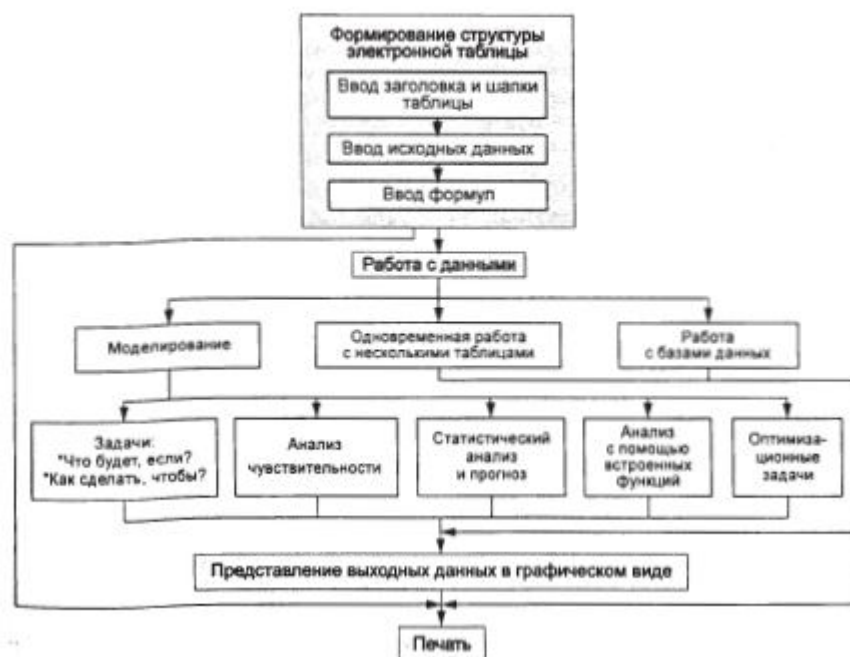 Формирование структуры
электронной таблицы
Ввод заголовка и шапки
таблицы
Ввод исходных данных
Ввод формул
Работа с данными
Моделирование
Одновременная работа
с несколькими таблицами
Работа
с базами данных
Задачи:
"Что будет, если?
"Как сделать, чтобы?
Анализ
чувствительности
Статистический
анализ
и прогноз
Анализ
с помощью
встроенных
функций
Оптимиза-
ционные
задачи
Представление выходных данных в графическом виде
Печать